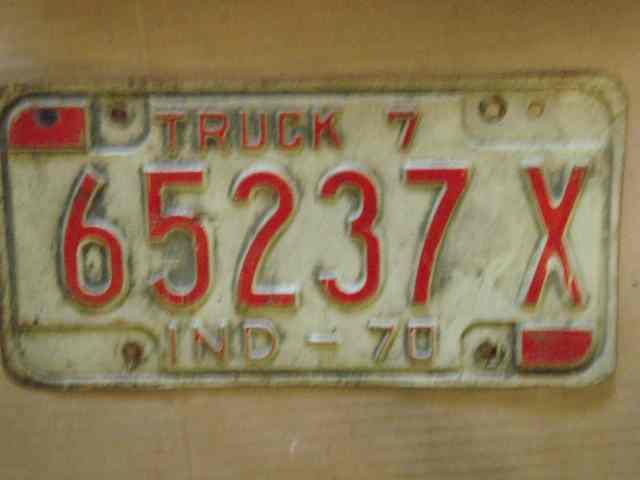 TRUCK 7
65237 X
IND - 70